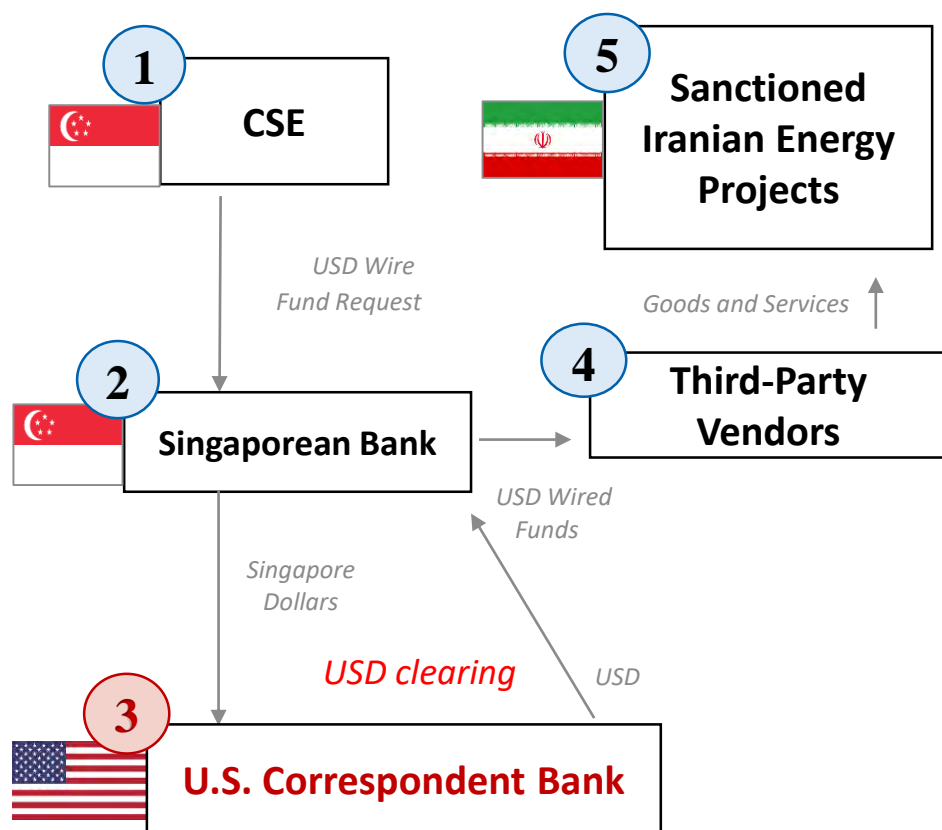 1
CSE
USD Wire
Fund Request
2
Singaporean Bank
Singapore
Dollars
USD clearing
3
U.S. Correspondent Bank
USD
USD Wired
Funds
4
Third-Party
Vendors
Goods and Services
5
Sanctioned
Iranian Energy
Projects